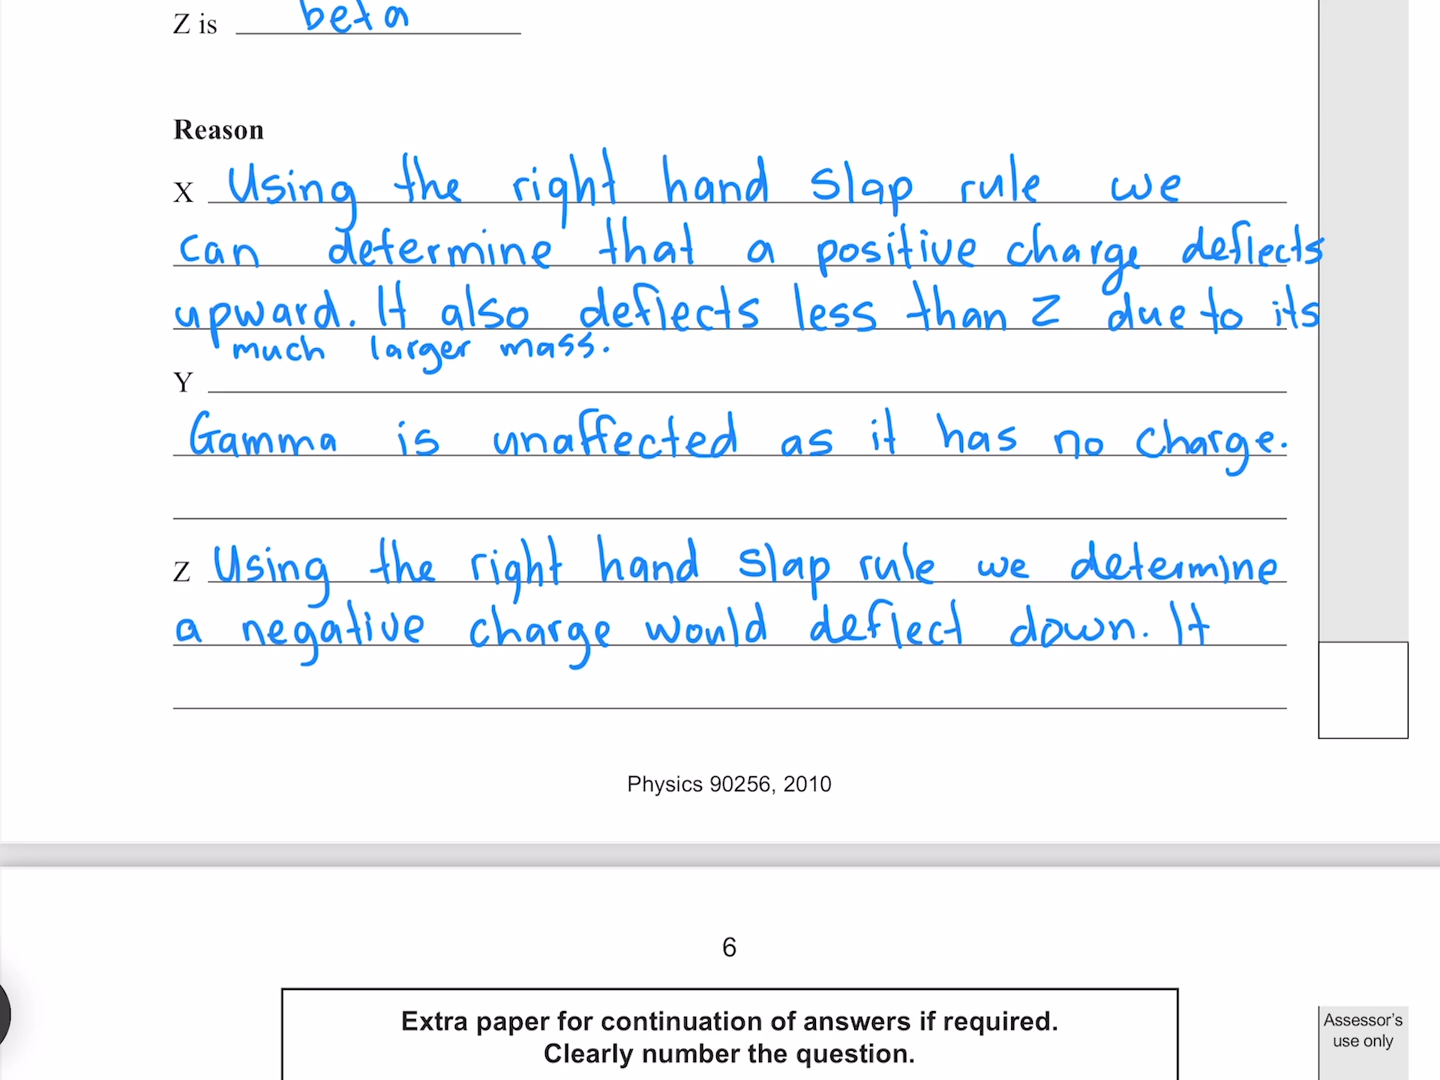 Z is beta
Reason
X Using the right hand slap rule we
can determine that a positive charge deflects
upward. It also deflects less than Z due to its
much larger mass.
Y
Gamma is unaffected as it has no charge.
Z Using the right hand slap rule we determine
a negative charge would deflect down. It
Physics 90256, 2010
6
Extra paper for continuation of answers if required.
Clearly number the question.
Assessor's
use only